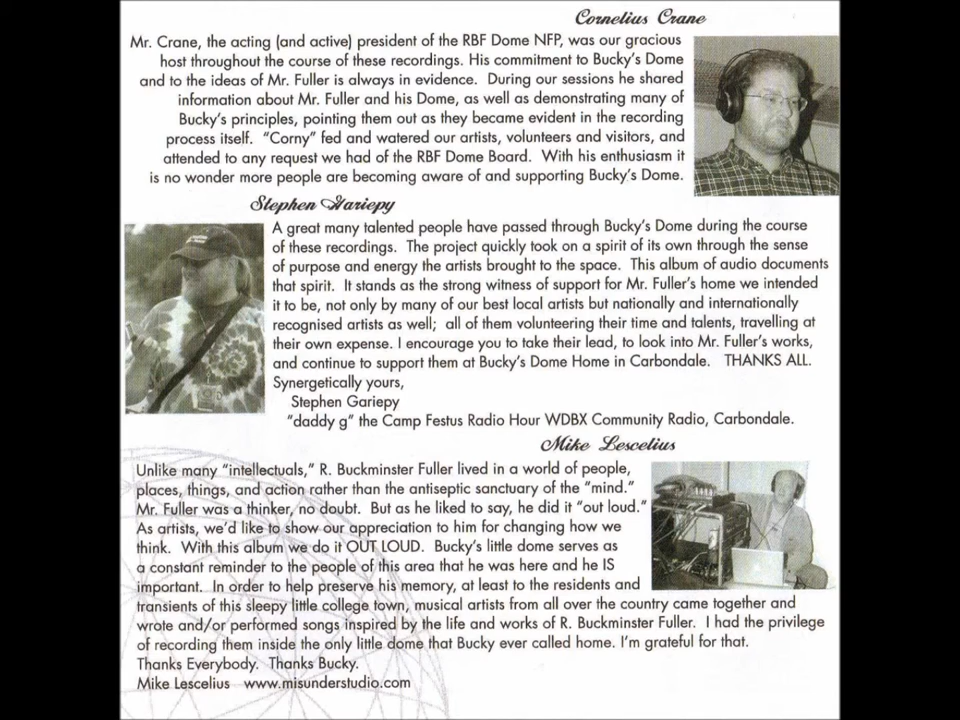 Cornelius Crane
Mr. Crane, the acting (and active) president of the RBF Dome NFP, was our gracious
host throughout the course of these recordings. His commitment to Bucky's Dome
and to the ideas of Mr. Fuller is always in evidence. During our sessions he shared
information about Mr. Fuller and his Dome, as well as demonstrating many of
Bucky's principles, pointing them out as they became evident in the recording
process itself. "Corny" fed and watered our artists, volunteers and visitors, and
attended to any request we had of the RBF Dome Board. With his enthusiasm it
is no wonder more people are becoming aware of and supporting Bucky's Dome.
Stephen Gariepy
A great many talented people have passed through Bucky's Dome during the course
of these recordings. The project quickly took on a spirit of its own through the sense
of purpose and energy the artists brought to the space. This album of audio documents
that spirit. It stands as the strong witness of support for Mr. Fuller's home we intended
it to be, not only by many of our best local artists but nationally and internationally
recognised artists as well; all of them volunteering their time and talents, travelling at
their own expense. I encourage you to take their lead, to look into Mr. Fuller's works,
and continue to support them at Bucky's Dome Home in Carbondale. THANKS ALL.
Synergetically yours,
Stephen Gariepy
"daddy g" the Camp Festus Radio Hour WDBX Community Radio, Carbondale.
Mike Lescelius
Unlike many "intellectuals," R. Buckminster Fuller lived in a world of people,
places, things, and action rather than the antiseptic sanctuary of the "mind."
Mr. Fuller was a thinker, no doubt. But as he liked to say, he did it "out loud."
As artists, we'd like to show our appreciation to him for changing how we
think. With this album we do it OUT LOUD. Bucky's little dome serves as
a constant reminder to the people of this area that he was here and he IS
important. In order to help preserve his memory, at least to the residents and
transients of this sleepy little college town, musical artists from all over the country came together and
wrote and/or performed songs inspired by the life and works of R. Buckminster Fuller. I had the privilege
of recording them inside the only little dome that Bucky ever called home. I'm grateful for that.
Thanks Everybody. Thanks Bucky.
Mike Lescelius www.misunderstudio.com